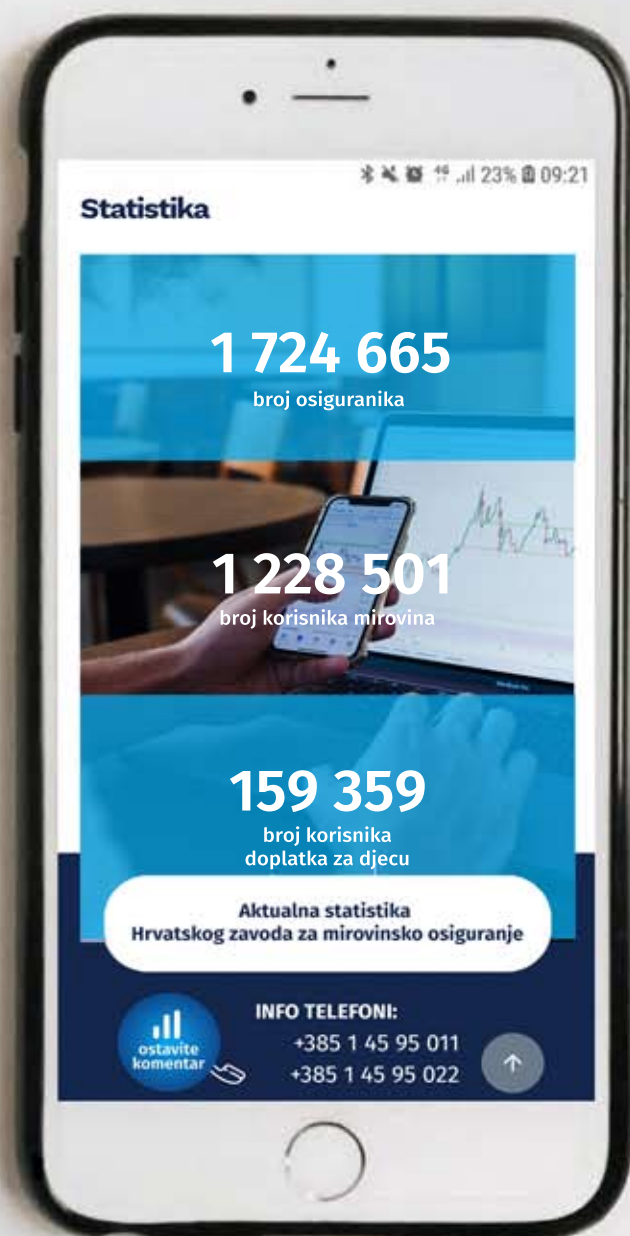 23% 09:21
Statistika
1 724 665
broj osiguranika
1 228 501
broj korisnika mirovina
159 359
broj korisnika
doplatka za djecu
Aktualna statistika
Hrvatskog zavoda za mirovinsko osiguranje
ostavite
komentar
INFO TELEFONI:
+385 1 45 95 011
+385 1 45 95 022